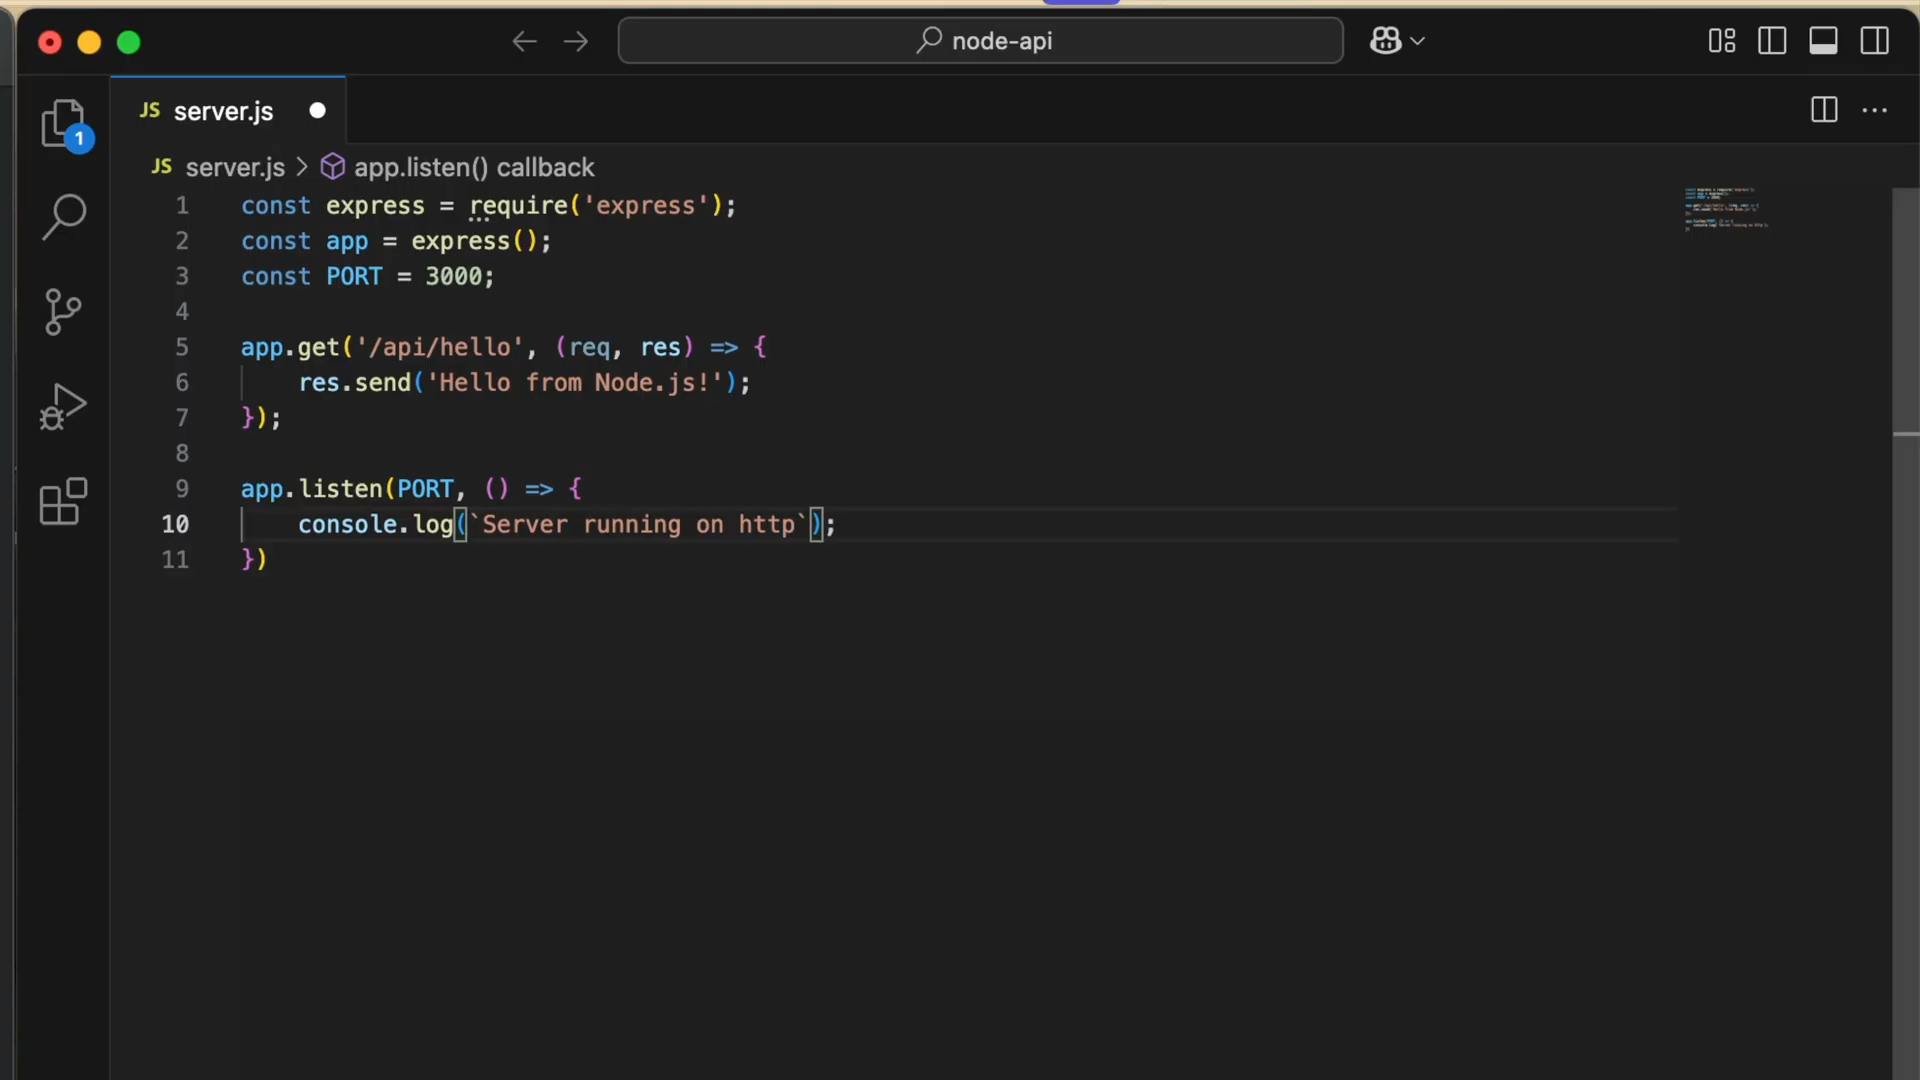 node-api
JS server.js
1
JS server.js > app.listen() callback
1 const express = require('express');
2 const app = express();
3 const PORT = 3000;
4
5 app.get('/api/hello', (req, res) => {
6     res.send('Hello from Node.js!');
7 });
8
9 app.listen(PORT, () => {
10     console.log(`Server running on http`);
11 })